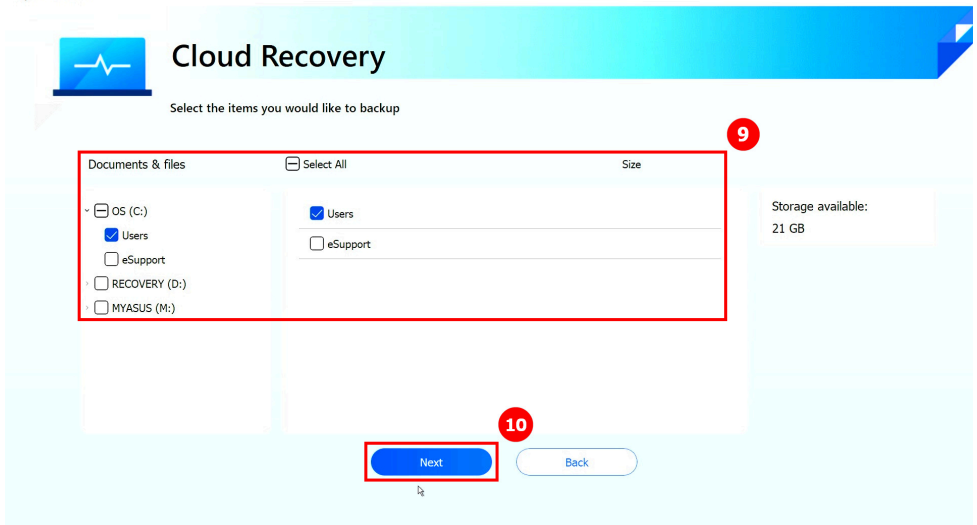 Cloud Recovery
Select the items you would like to backup
9
Documents & files
Select All
Size
OS (C:)
Users
eSupport
RECOVERY (D:)
MYASUS (M:)
Users
eSupport
Storage available:
21 GB
10
Next
Back